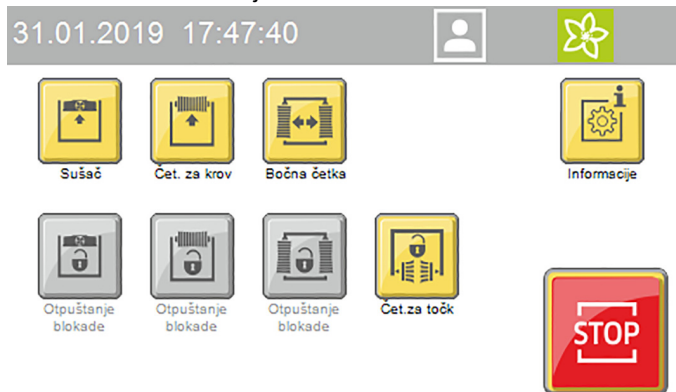 31.01.2019 17:47:40
Sušač
Čet. za krov
Bočna četka
Informacije
Otpuštanje
blokade
Otpuštanje
blokade
Otpuštanje
blokade
Čet.za točk
STOP